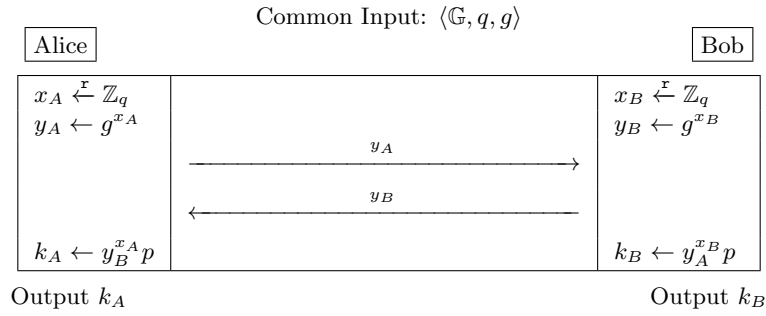 Common Input: ⟨𝔾, q, g⟩
Alice
Bob
x_A ←^r ℤ_q
y_A ← g^{x_A}
x_B ←^r ℤ_q
y_B ← g^{x_B}
y_A
y_B
k_A ← y_B^{x_A} p
k_B ← y_A^{x_B} p
Output k_A
Output k_B